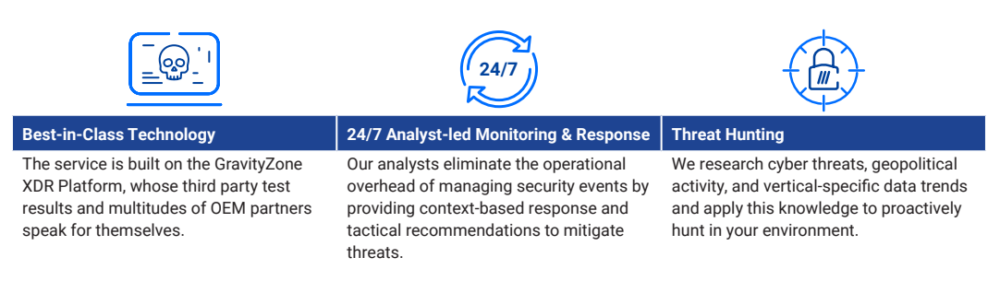 24/7
Best-in-Class Technology
The service is built on the GravityZone
XDR Platform, whose third party test
results and multitudes of OEM partners
speak for themselves.
24/7 Analyst-led Monitoring & Response
Our analysts eliminate the operational
overhead of managing security events by
providing context-based response and
tactical recommendations to mitigate
threats.
Threat Hunting
We research cyber threats, geopolitical
activity, and vertical-specific data trends
and apply this knowledge to proactively
hunt in your environment.